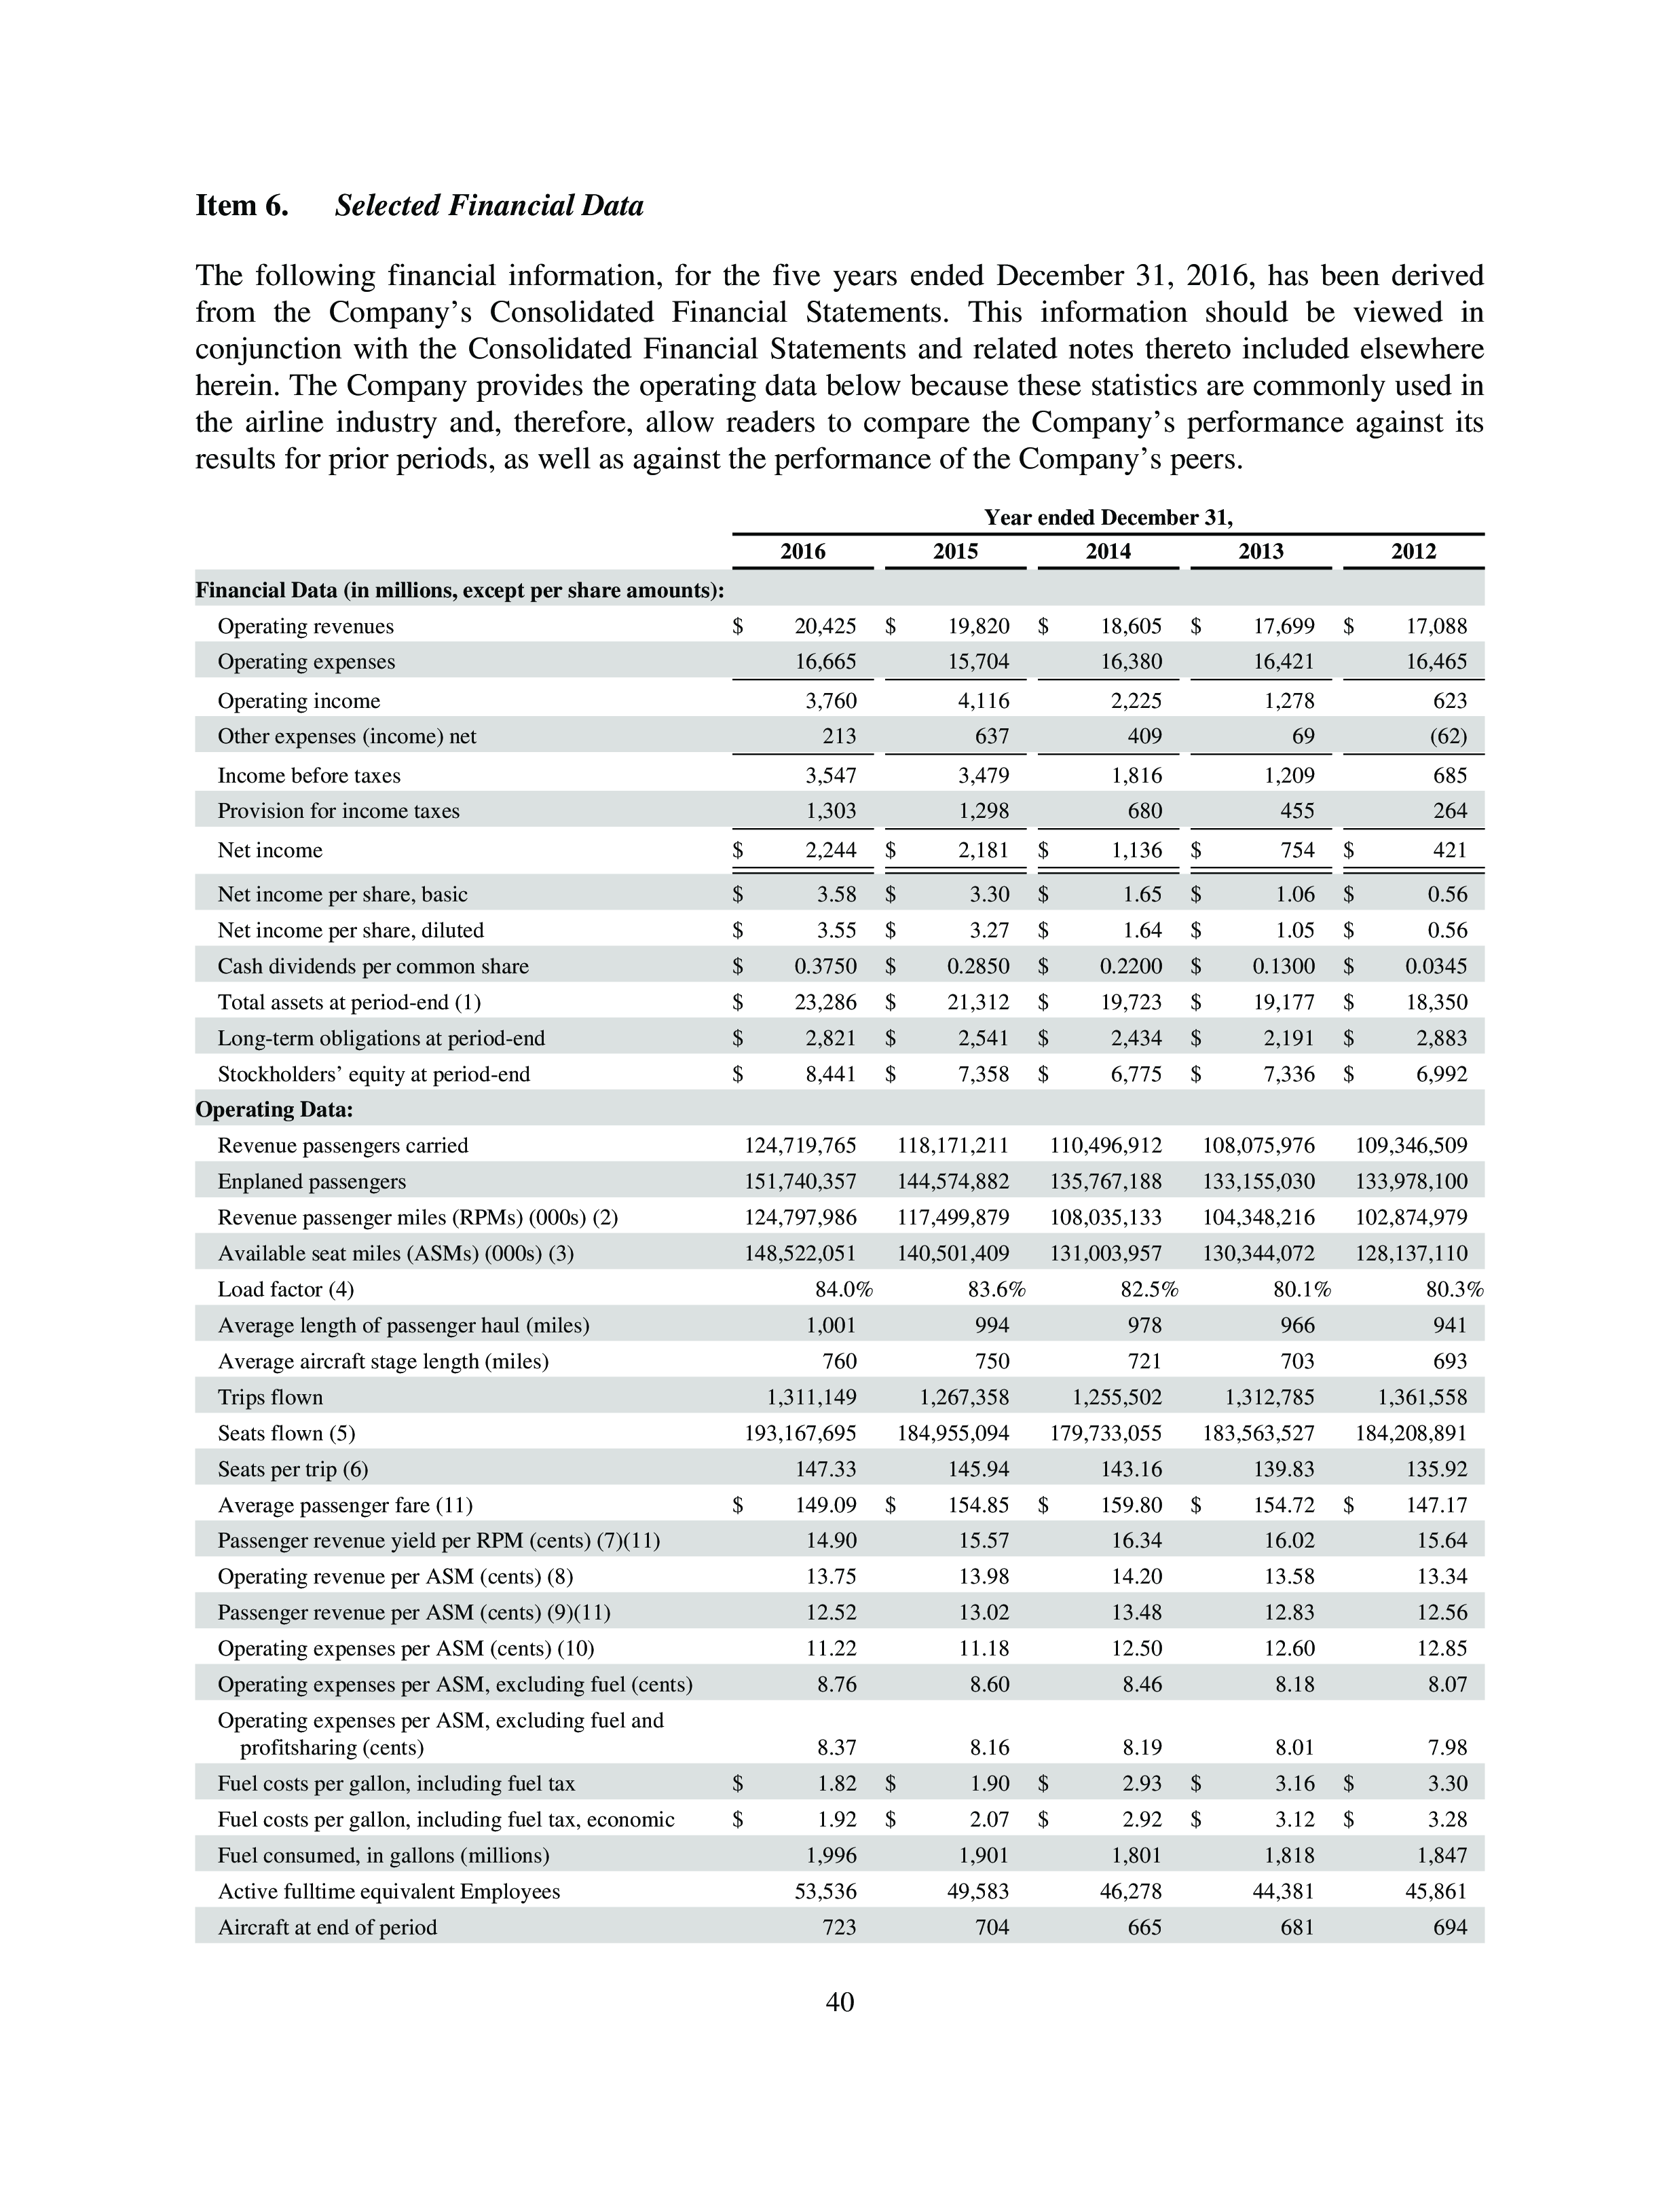 Item 6. Selected Financial Data
The following financial information, for the five years ended December 31, 2016, has been derived
from the Company’s Consolidated Financial Statements. This information should be viewed in
conjunction with the Consolidated Financial Statements and related notes thereto included elsewhere
herein. The Company provides the operating data below because these statistics are commonly used in
the airline industry and, therefore, allow readers to compare the Company’s performance against its
results for prior periods, as well as against the performance of the Company’s peers.
Year ended December 31,
2016 2015 2014 2013 2012
Financial Data (in millions, except per share amounts):
Operating revenues $ 20,425 $ 19,820 $ 18,605 $ 17,699 $ 17,088
Operating expenses 16,665 15,704 16,380 16,421 16,465
Operating income 3,760 4,116 2,225 1,278 623
Other expenses (income) net 213 637 409 69 (62)
Income before taxes 3,547 3,479 1,816 1,209 685
Provision for income taxes 1,303 1,298 680 455 264
Net income $ 2,244 $ 2,181 $ 1,136 $ 754 $ 421
Net income per share, basic $ 3.58 $ 3.30 $ 1.65 $ 1.06 $ 0.56
Net income per share, diluted $ 3.55 $ 3.27 $ 1.64 $ 1.05 $ 0.56
Cash dividends per common share $ 0.3750 $ 0.2850 $ 0.2200 $ 0.1300 $ 0.0345
Total assets at period-end (1) $ 23,286 $ 21,312 $ 19,723 $ 19,177 $ 18,350
Long-term obligations at period-end $ 2,821 $ 2,541 $ 2,434 $ 2,191 $ 2,883
Stockholders’ equity at period-end $ 8,441 $ 7,358 $ 6,775 $ 7,336 $ 6,992
Operating Data:
Revenue passengers carried 124,719,765 118,171,211 110,496,912 108,075,976 109,346,509
Enplaned passengers 151,740,357 144,574,882 135,767,188 133,155,030 133,978,100
Revenue passenger miles (RPMs) (000s) (2) 124,797,986 117,499,879 108,035,133 104,348,216 102,874,979
Available seat miles (ASMs) (000s) (3) 148,522,051 140,501,409 131,003,957 130,344,072 128,137,110
Load factor (4) 84.0% 83.6% 82.5% 80.1% 80.3%
Average length of passenger haul (miles) 1,001 994 978 966 941
Average aircraft stage length (miles) 760 750 721 703 693
Trips flown 1,311,149 1,267,358 1,255,502 1,312,785 1,361,558
Seats flown (5) 193,167,695 184,955,094 179,733,055 183,563,527 184,208,891
Seats per trip (6) 147.33 145.94 143.16 139.83 135.92
Average passenger fare (11) $ 149.09 $ 154.85 $ 159.80 $ 154.72 $ 147.17
Passenger revenue yield per RPM (cents) (7)(11) 14.90 15.57 16.34 16.02 15.64
Operating revenue per ASM (cents) (8) 13.75 13.98 14.20 13.58 13.34
Passenger revenue per ASM (cents) (9)(11) 12.52 13.02 13.48 12.83 12.56
Operating expenses per ASM (cents) (10) 11.22 11.18 12.50 12.60 12.85
Operating expenses per ASM, excluding fuel (cents) 8.76 8.60 8.46 8.18 8.07
Operating expenses per ASM, excluding fuel and
profitsharing (cents) 8.37 8.16 8.19 8.01 7.98
Fuel costs per gallon, including fuel tax $ 1.82 $ 1.90 $ 2.93 $ 3.16 $ 3.30
Fuel costs per gallon, including fuel tax, economic $ 1.92 $ 2.07 $ 2.92 $ 3.12 $ 3.28
Fuel consumed, in gallons (millions) 1,996 1,901 1,801 1,818 1,847
Active fulltime equivalent Employees 53,536 49,583 46,278 44,381 45,861
Aircraft at end of period 723 704 665 681 694
40